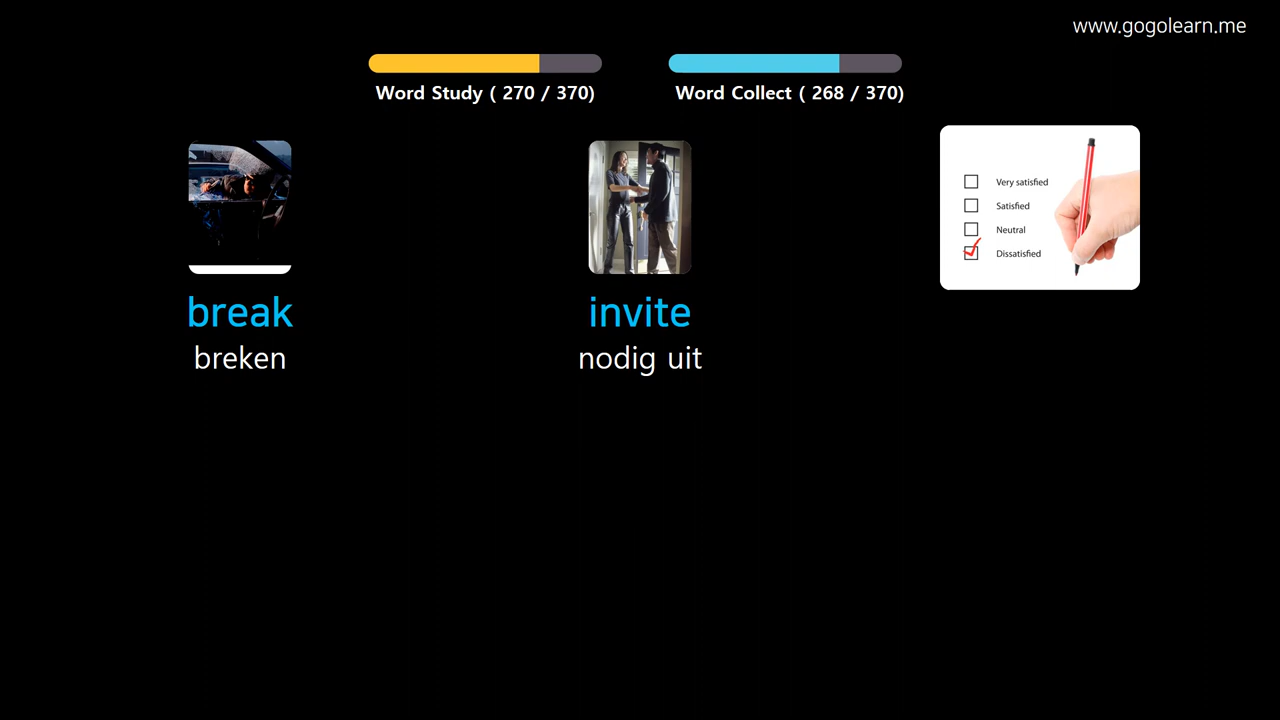 www.gogolearn.me
Word Study ( 270 / 370)
Word Collect ( 268 / 370)
Very satisfied
Satisfied
Neutral
Dissatisfied
break
breken
invite
nodig uit